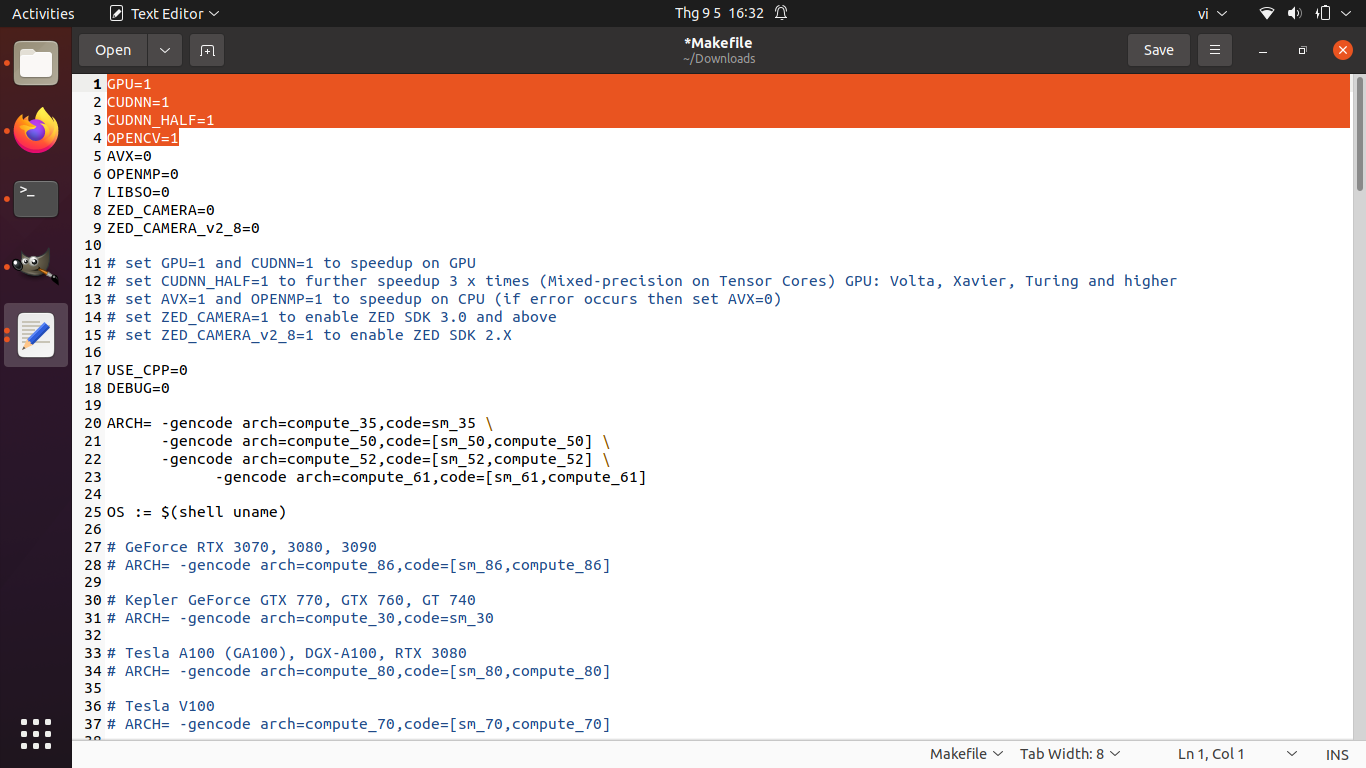 Activities
Text Editor
Thg 9 5 16:32
vi
Open
*Makefile
~/Downloads
Save
1 GPU=1
2 CUDNN=1
3 CUDNN_HALF=1
4 OPENCV=1
5 AVX=0
6 OPENMP=0
7 LIBSO=0
8 ZED_CAMERA=0
9 ZED_CAMERA_v2_8=0
10
11 # set GPU=1 and CUDNN=1 to speedup on GPU
12 # set CUDNN_HALF=1 to further speedup 3 x times (Mixed-precision on Tensor Cores) GPU: Volta, Xavier, Turing and higher
13 # set AVX=1 and OPENMP=1 to speedup on CPU (if error occurs then set AVX=0)
14 # set ZED_CAMERA=1 to enable ZED SDK 3.0 and above
15 # set ZED_CAMERA_v2_8=1 to enable ZED SDK 2.X
16
17 USE_CPP=0
18 DEBUG=0
19
20 ARCH= -gencode arch=compute_35,code=sm_35 \
21 -gencode arch=compute_50,code=[sm_50,compute_50] \
22 -gencode arch=compute_52,code=[sm_52,compute_52] \
23 -gencode arch=compute_61,code=[sm_61,compute_61]
24
25 OS := $(shell uname)
26
27 # GeForce RTX 3070, 3080, 3090
28 # ARCH= -gencode arch=compute_86,code=[sm_86,compute_86]
29
30 # Kepler GeForce GTX 770, GTX 760, GT 740
31 # ARCH= -gencode arch=compute_30,code=sm_30
32
33 # Tesla A100 (GA100), DGX-A100, RTX 3080
34 # ARCH= -gencode arch=compute_80,code=[sm_80,compute_80]
35
36 # Tesla V100
37 # ARCH= -gencode arch=compute_70,code=[sm_70,compute_70]
38
Makefile
Tab Width: 8
Ln 1, Col 1
INS